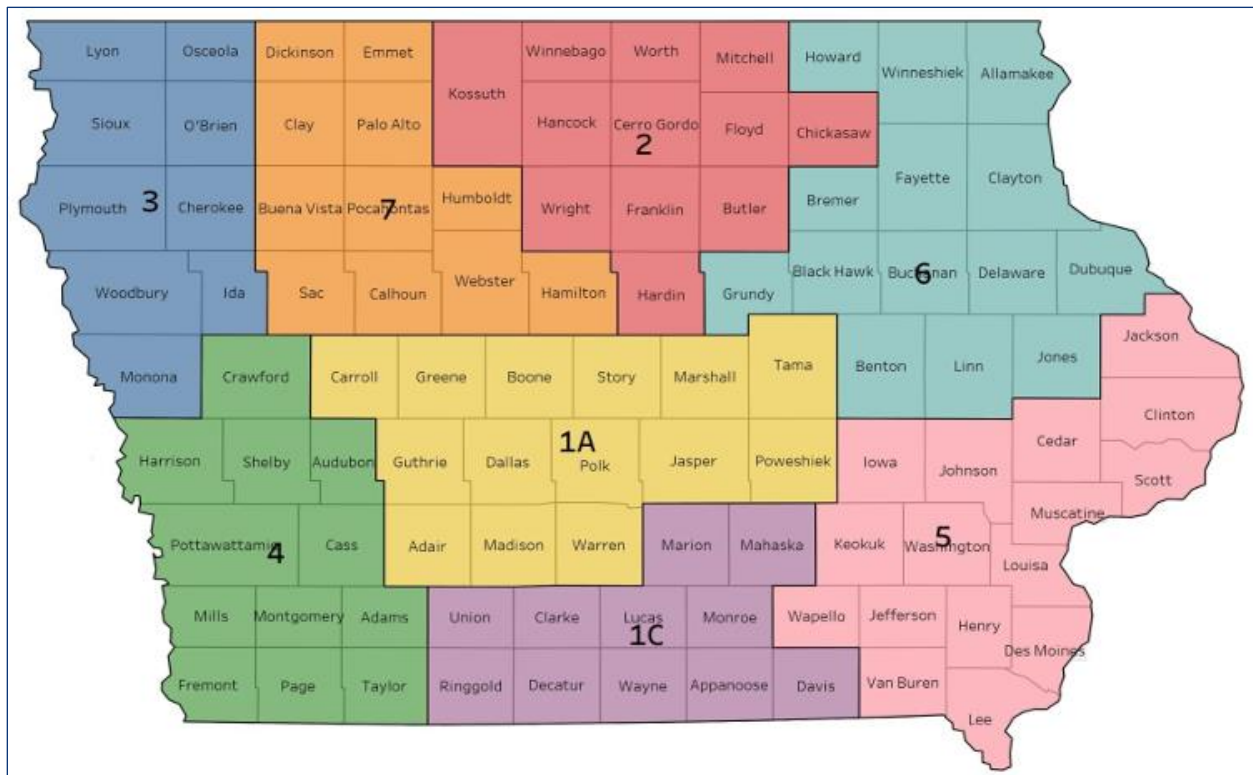 Lyon
Osceola
Dickinson
Emmet
Kossuth
Winnebago
Worth
Mitchell
Howard
Winneshiek
Allamakee
Sioux
O'Brien
Clay
Palo Alto
Hancock
Cerro Gordo
Floyd
Chickasaw
2
Fayette
Clayton
Plymouth
3
Cherokee
Buena Vista
Pocahontas
7
Humboldt
Wright
Franklin
Butler
Bremer
Woodbury
Ida
Sac
Calhoun
Webster
Hamilton
Hardin
Grundy
Black Hawk
Buchanan
6
Delaware
Dubuque
Monona
Crawford
Carroll
Greene
Boone
Story
Marshall
Tama
Benton
Linn
Jones
Jackson
Harrison
Shelby
Audubon
Guthrie
Dallas
1A
Polk
Jasper
Poweshiek
Iowa
Johnson
Cedar
Clinton
Scott
Pottawattamie
4
Cass
Adair
Madison
Warren
Marion
Mahaska
Keokuk
Washington
5
Muscatine
Louisa
Mills
Montgomery
Adams
Union
Clarke
Lucas
1C
Monroe
Wapello
Jefferson
Henry
Des Moines
Fremont
Page
Taylor
Ringgold
Decatur
Wayne
Appanoose
Davis
Van Buren
Lee